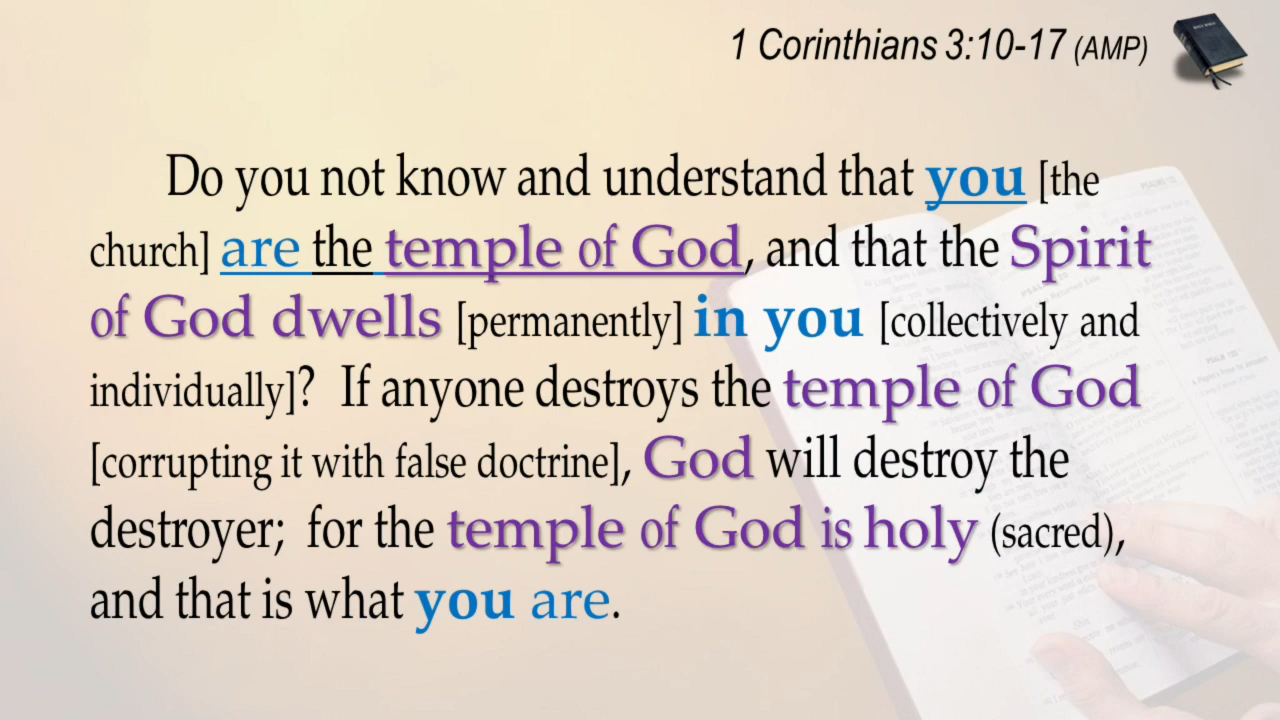 1 Corinthians 3:10-17 (AMP)
Do you not know and understand that you [the
church] are the temple of God, and that the Spirit
of God dwells [permanently] in you [collectively and
individually]? If anyone destroys the temple of God
[corrupting it with false doctrine], God will destroy the
destroyer; for the temple of God is holy (sacred),
and that is what you are.